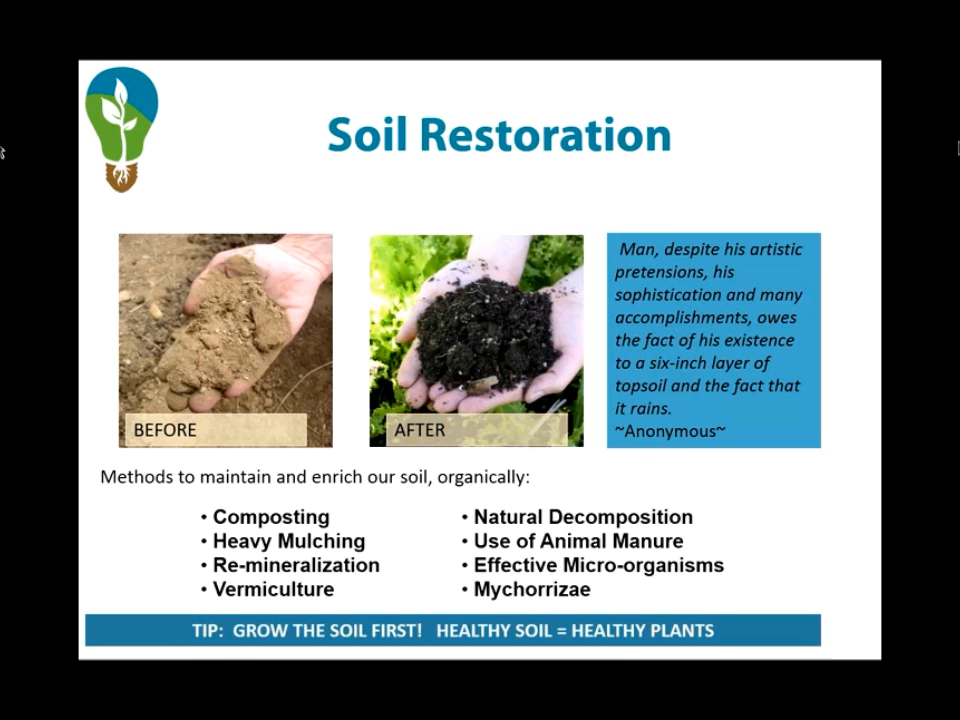 Soil Restoration
BEFORE
AFTER
Man, despite his artistic
pretensions, his
sophistication and many
accomplishments, owes
the fact of his existence
to a six-inch layer of
topsoil and the fact that
it rains.
~Anonymous~
Methods to maintain and enrich our soil, organically:
• Composting
• Heavy Mulching
• Re-mineralization
• Vermiculture
• Natural Decomposition
• Use of Animal Manure
• Effective Micro-organisms
• Mychorrizae
TIP: GROW THE SOIL FIRST! HEALTHY SOIL = HEALTHY PLANTS